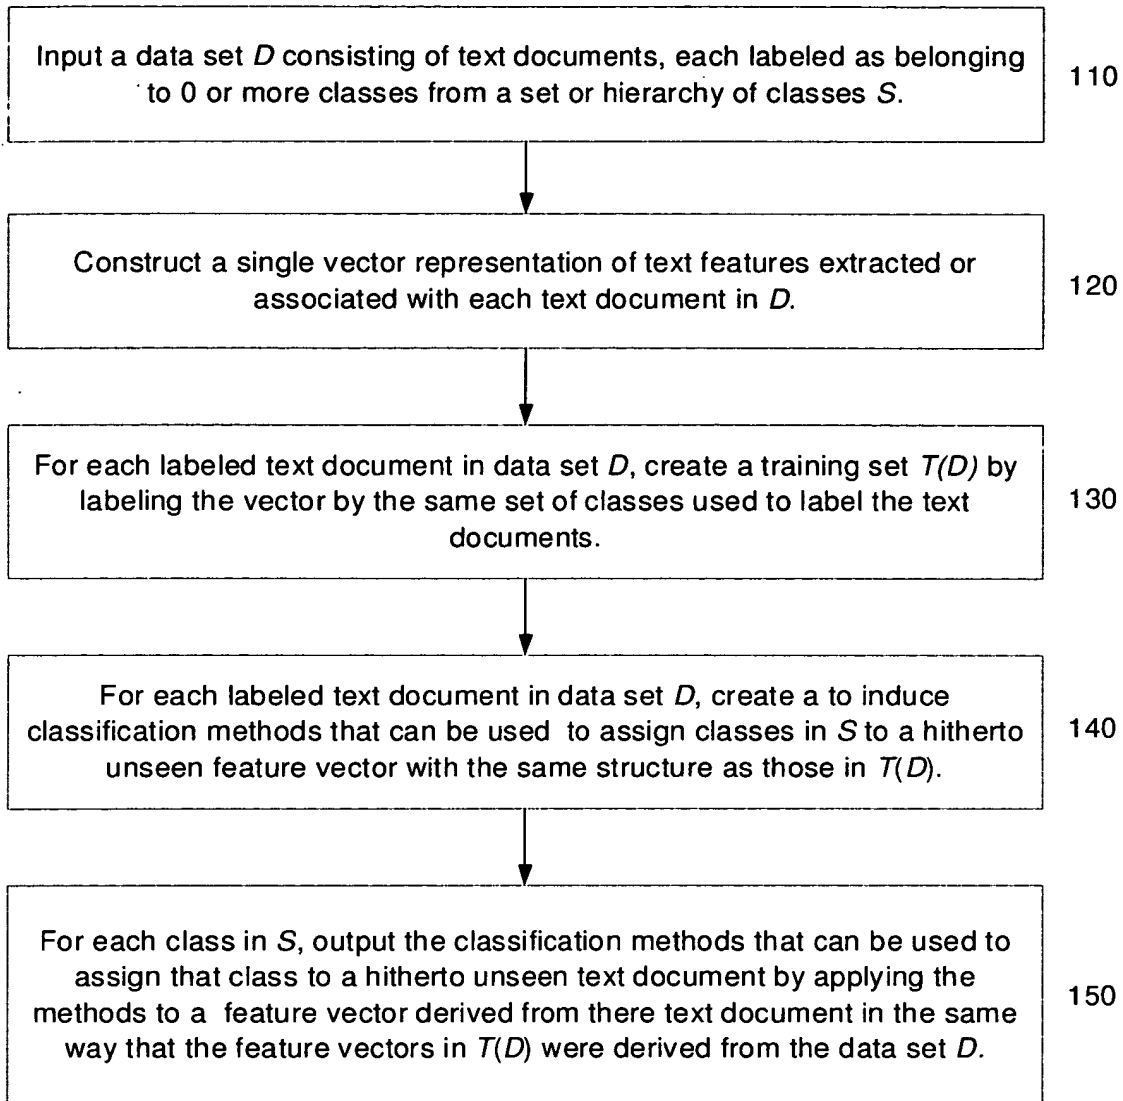 Input a data set D consisting of text documents, each labeled as belonging
to 0 or more classes from a set or hierarchy of classes S.
110
Construct a single vector representation of text features extracted or
associated with each text document in D.
120
For each labeled text document in data set D, create a training set T(D) by
labeling the vector by the same set of classes used to label the text
documents.
130
For each labeled text document in data set D, create a to induce
classification methods that can be used to assign classes in S to a hitherto
unseen feature vector with the same structure as those in T(D).
140
For each class in S, output the classification methods that can be used to
assign that class to a hitherto unseen text document by applying the
methods to a feature vector derived from there text document in the same
way that the feature vectors in T(D) were derived from the data set D.
150